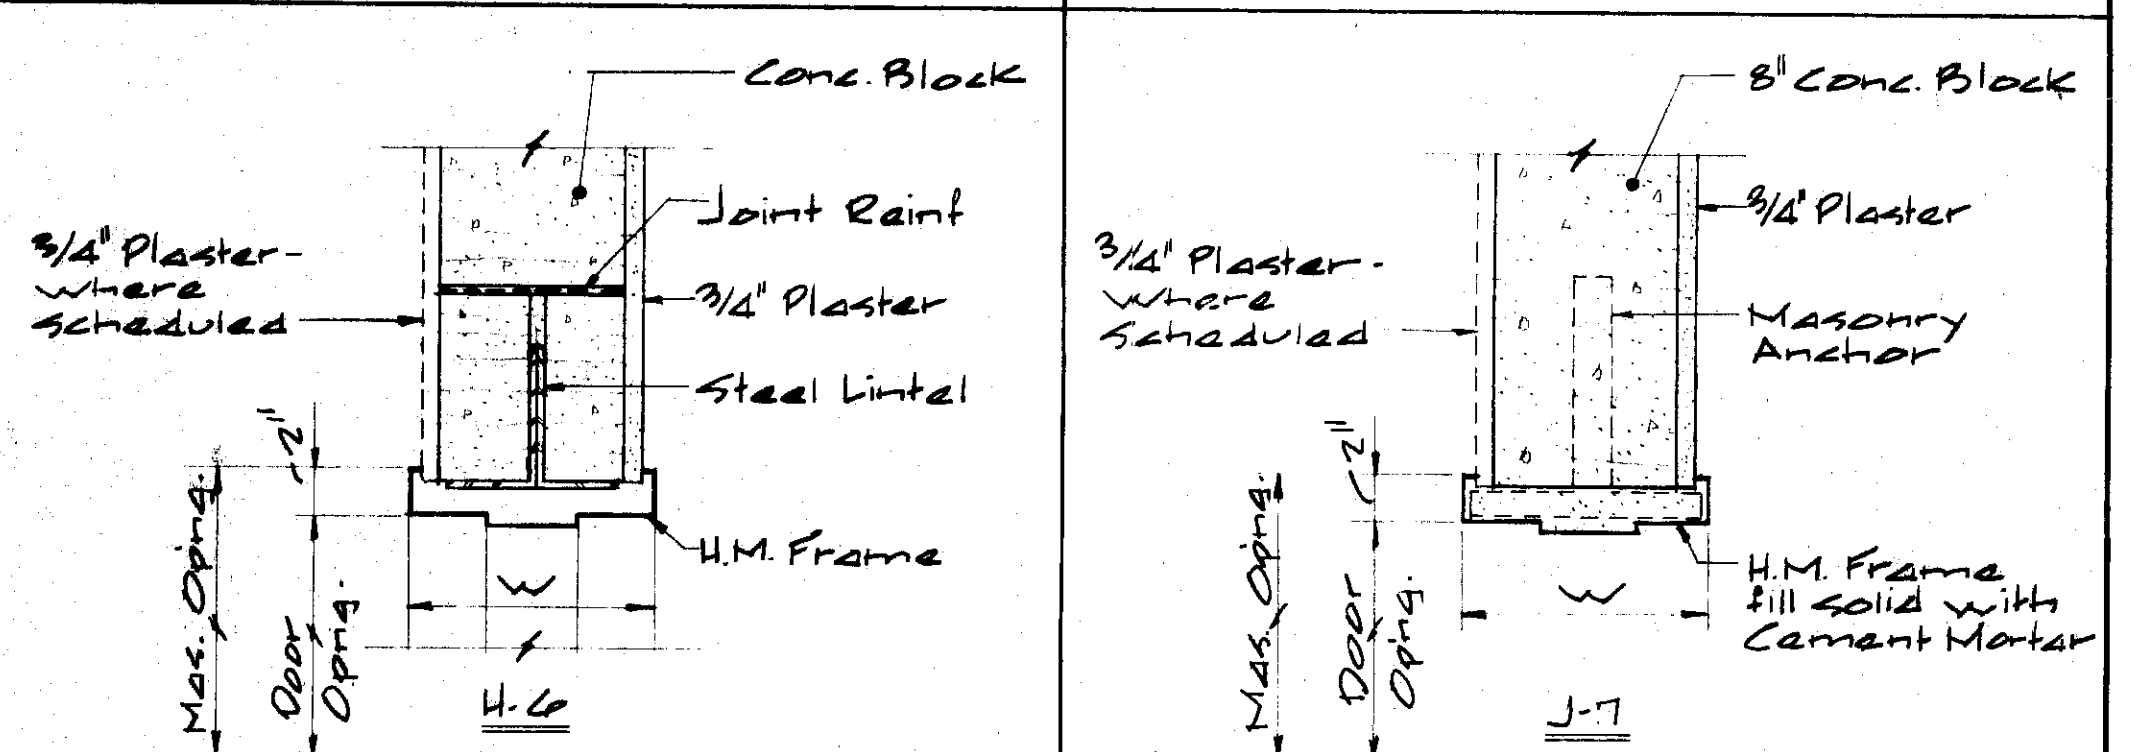 Conc. Block
Joint Reinf
3/4" Plaster
where
scheduled
3/4" Plaster
Steel Lintel
2"
Mas. Opng.
Door
Opng.
H.M. Frame
W
H-6
8" Conc. Block
3/4" Plaster
3/4" Plaster
where
scheduled
Masonry
Anchor
2"
Mas. Opng.
Door
Opng.
H.M. Frame
fill solid with
Cement Mortar
W
J-7